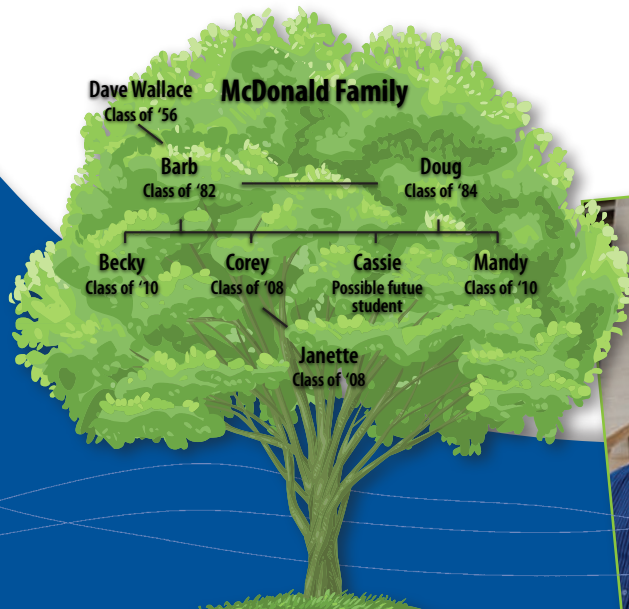 McDonald Family
Dave Wallace
Class of ‘56
Barb
Class of ‘82
Doug
Class of ‘84
Becky
Class of ‘10
Corey
Class of ‘08
Cassie
Possible futue
student
Mandy
Class of ‘10
Janette
Class of ‘08